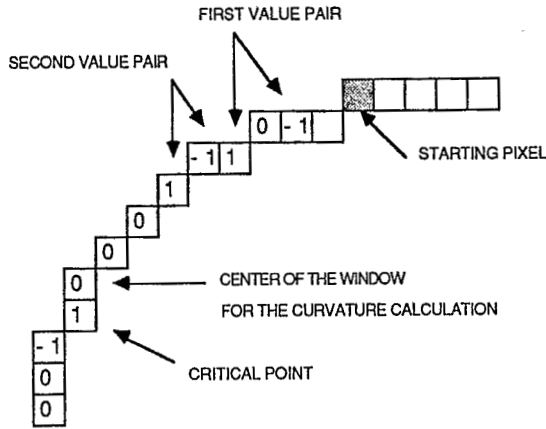 FIRST VALUE PAIR
SECOND VALUE PAIR
0 - 1
- 1 1
STARTING PIXEL
1
0
0
0
CENTER OF THE WINDOW
1
FOR THE CURVATURE CALCULATION
- 1
0
CRITICAL POINT
0